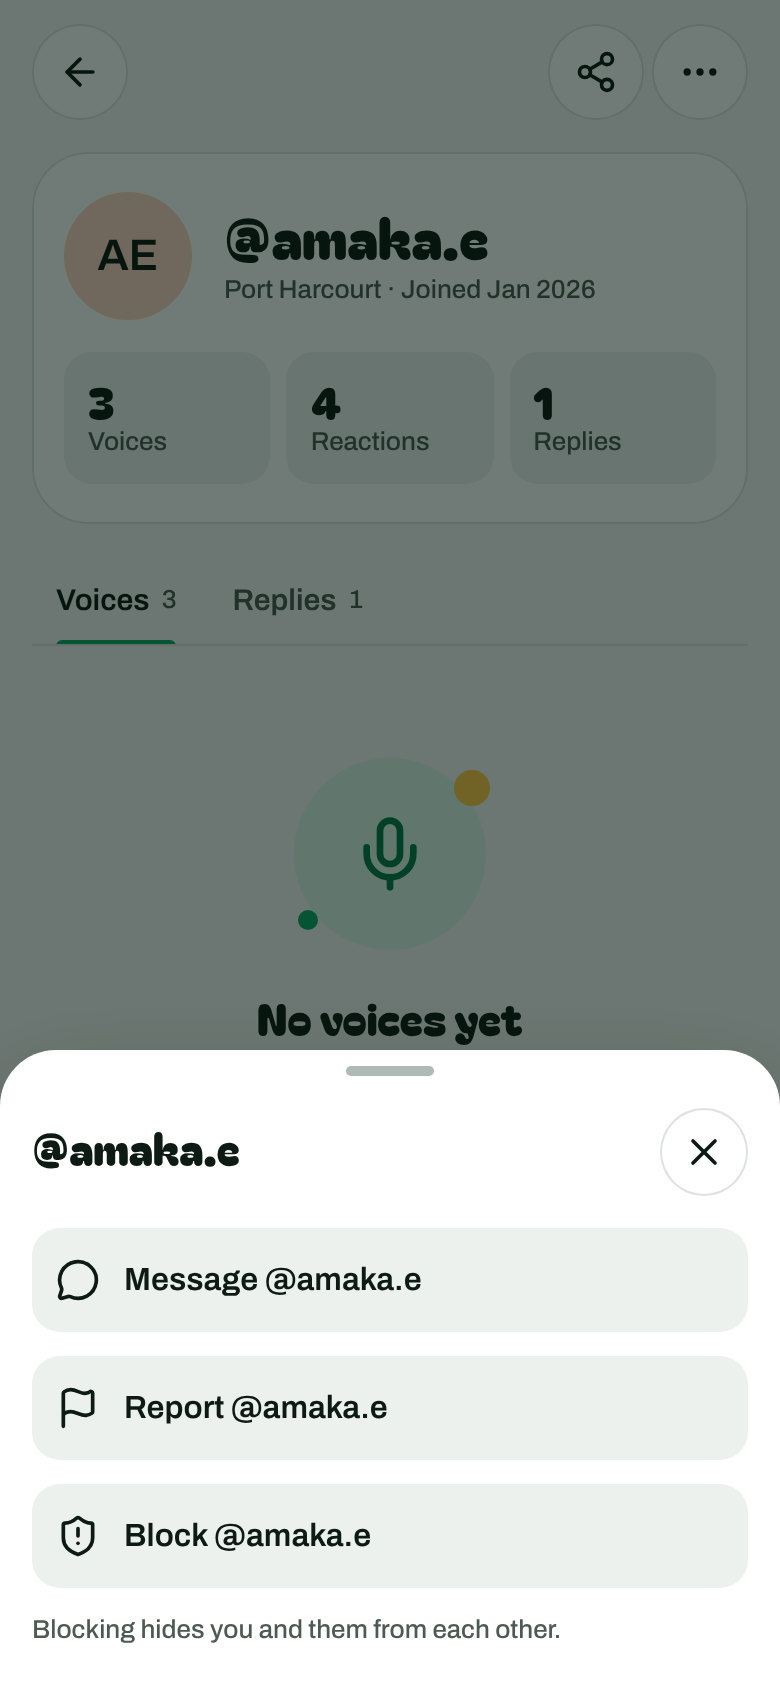 AE
@amaka.e
Port Harcourt · Joined Jan 2026
3
Voices
4
Reactions
1
Replies
Voices 3
Replies 1
No voices yet
@amaka.e
Message @amaka.e
Report @amaka.e
Block @amaka.e
Blocking hides you and them from each other.